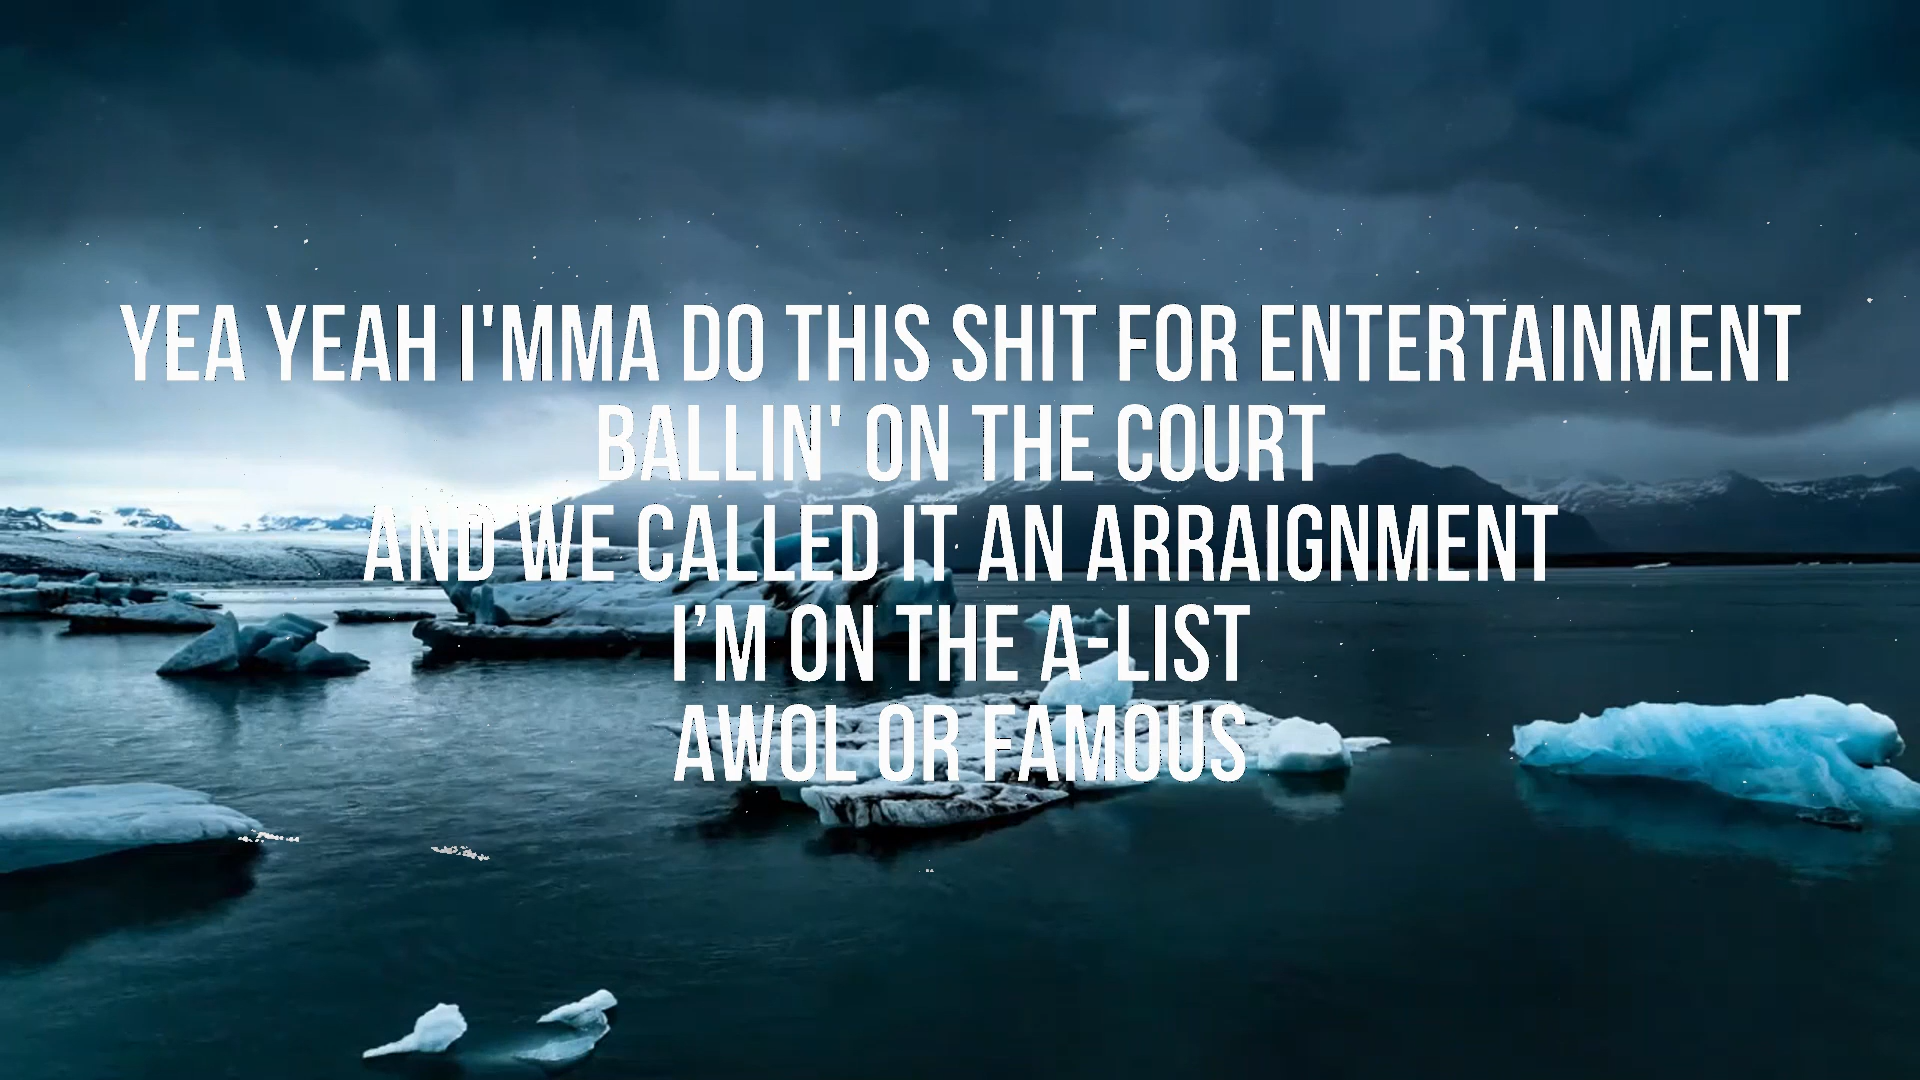 YEA YEAH I'MMA DO THIS SHIT FOR ENTERTAINMENT
BALLIN' ON THE COURT
AND WE CALLED IT AN ARRAIGNMENT
I’M ON THE A-LIST
AWOL OR FAMOUS